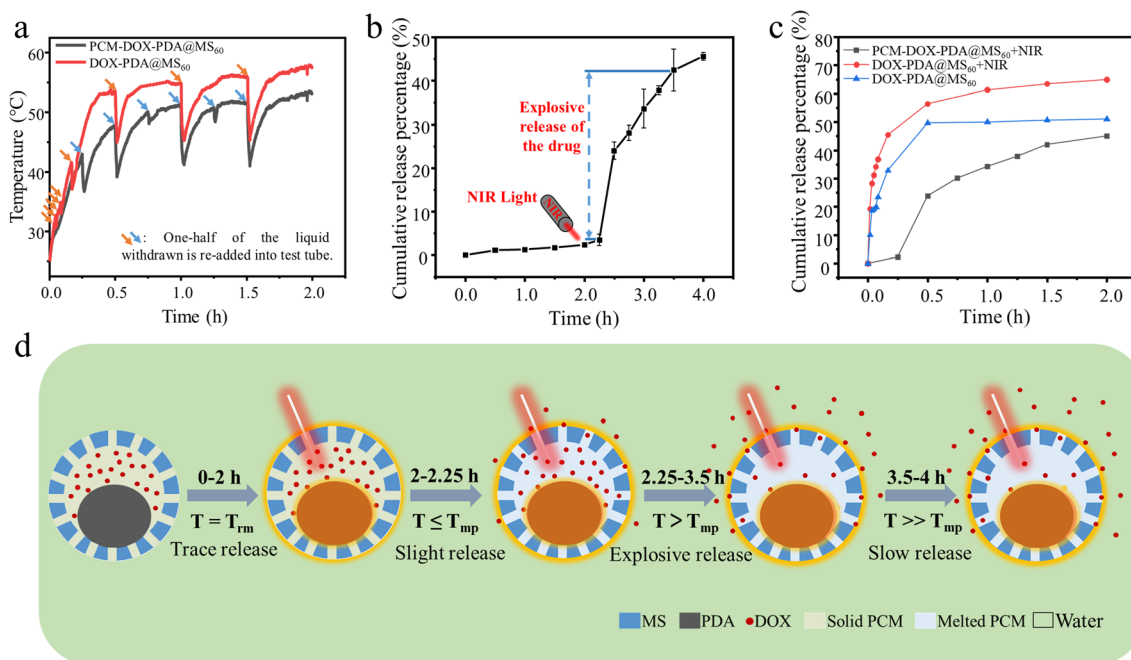 a
Temperature (°C)
60
50
40
30
PCM-DOX-PDA@MS60
DOX-PDA@MS60
: One-half of the liquid
withdrawn is re-added into test tube.
0.0 0.5 1.0 1.5 2.0
Time (h)
b
Cumulative release percentage (%)
50
40
30
20
10
0
Explosive
release of
the drug
NIR Light
NIR
0.0 1.0 2.0 3.0 4.0
Time (h)
c
Cumulative release percentage (%)
80
70
60
50
40
30
20
10
0
PCM-DOX-PDA@MS60+NIR
DOX-PDA@MS60+NIR
DOX-PDA@MS60
0.0 0.5 1.0 1.5 2.0
Time (h)
d
0-2 h
T = Trm
Trace release
2-2.25 h
T ≤ Tmp
Slight release
2.25-3.5 h
T > Tmp
Explosive release
3.5-4 h
T >> Tmp
Slow release
MS PDA DOX Solid PCM Melted PCM Water